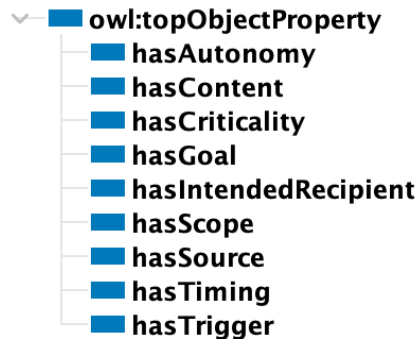 owl:topObjectProperty
hasAutonomy
hasContent
hasCriticality
hasGoal
hasIntendedRecipient
hasScope
hasSource
hasTiming
hasTrigger